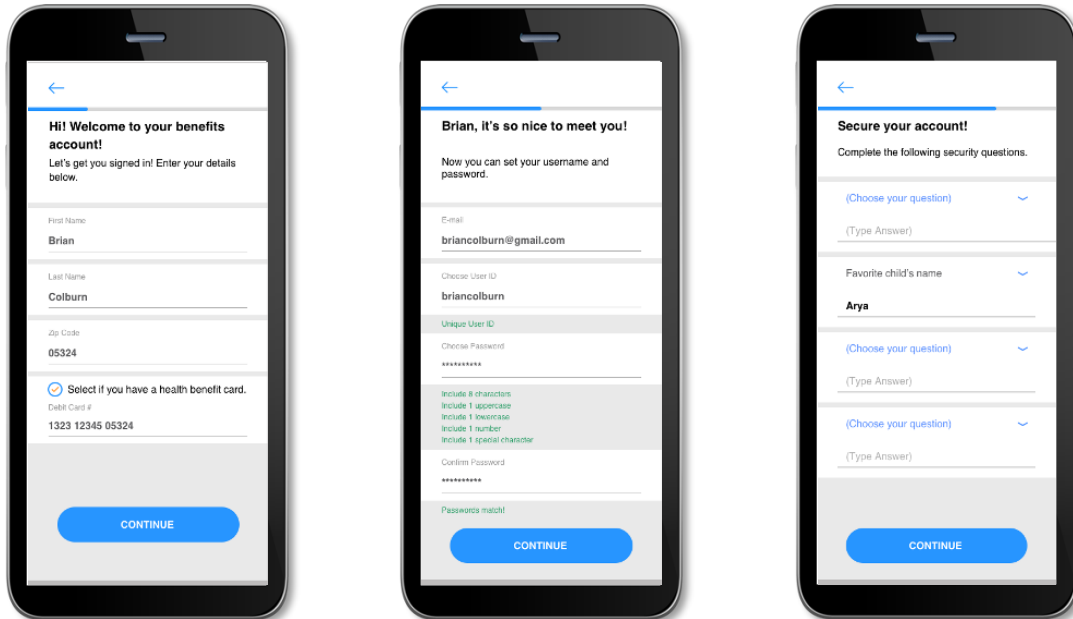 Hi! Welcome to your benefits
account!
Let's get you signed in! Enter your details
below.
First Name
Brian
Last Name
Colburn
Zip Code
05324
Select if you have a health benefit card.
Debit Card #
1323 12345 05324
CONTINUE
Brian, it's so nice to meet you!
Now you can set your username and
password.
E-mail
briancolburn@gmail.com
Choose User ID
briancolburn
Unique User ID
Choose Password
**********
Include 8 characters
Include 1 uppercase
Include 1 lowercase
Include 1 number
Include 1 special character
Confirm Password
**********
Passwords match!
CONTINUE
Secure your account!
Complete the following security questions.
(Choose your question)
(Type Answer)
Favorite child's name
Arya
(Choose your question)
(Type Answer)
(Choose your question)
(Type Answer)
CONTINUE